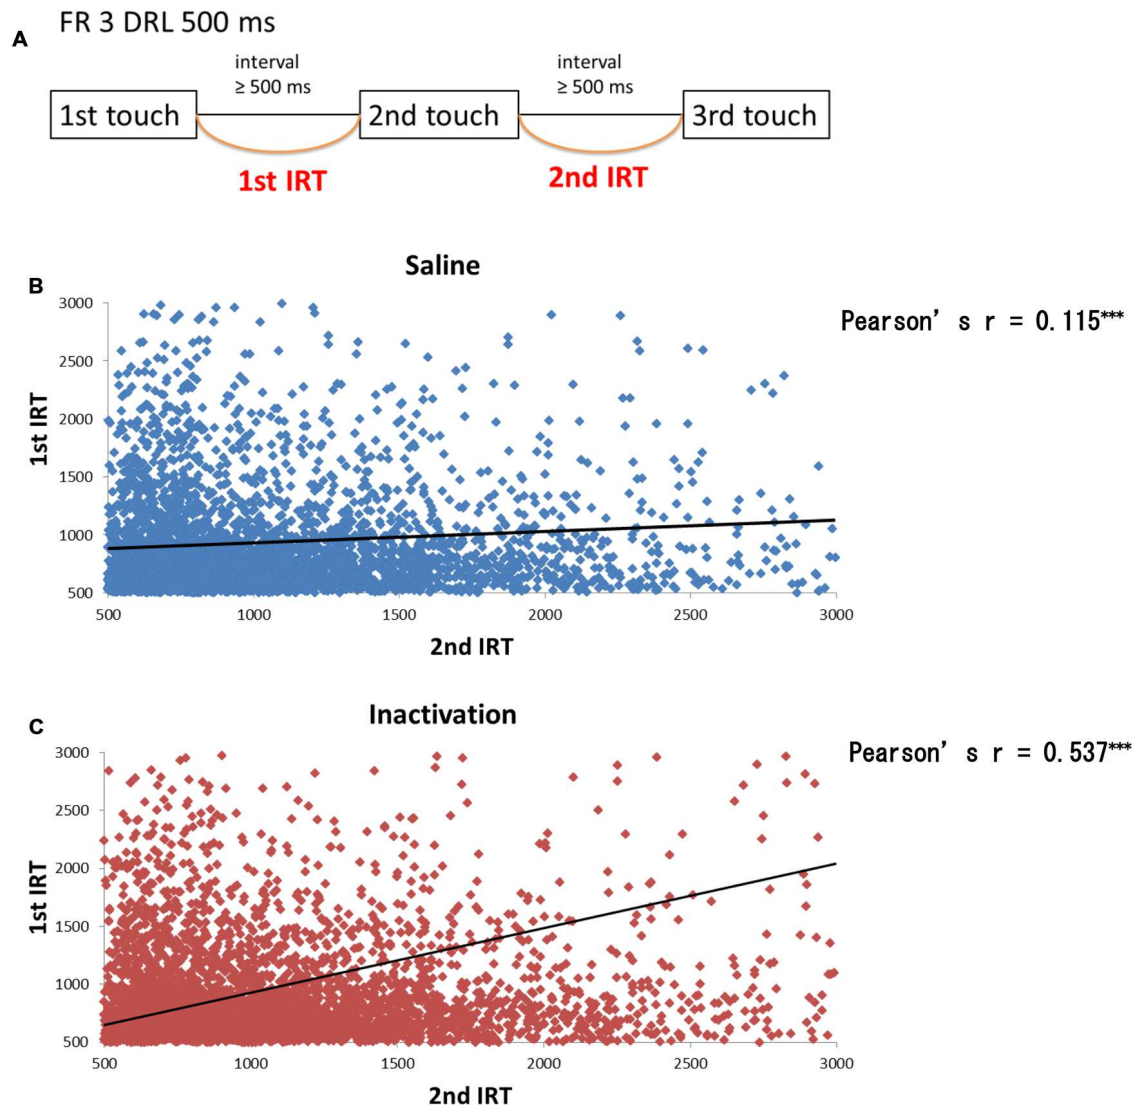 FR 3 DRL 500 ms
A
interval
≥ 500 ms
interval
≥ 500 ms
1st touch
2nd touch
3rd touch
1st IRT
2nd IRT
Saline
B
Pearson' s r = 0.115***
3000
2500
2000
1500
1000
500
1st IRT
500 1000 1500 2000 2500 3000
2nd IRT
Inactivation
C
Pearson' s r = 0.537***
3000
2500
2000
1500
1000
500
1st IRT
500 1000 1500 2000 2500 3000
2nd IRT